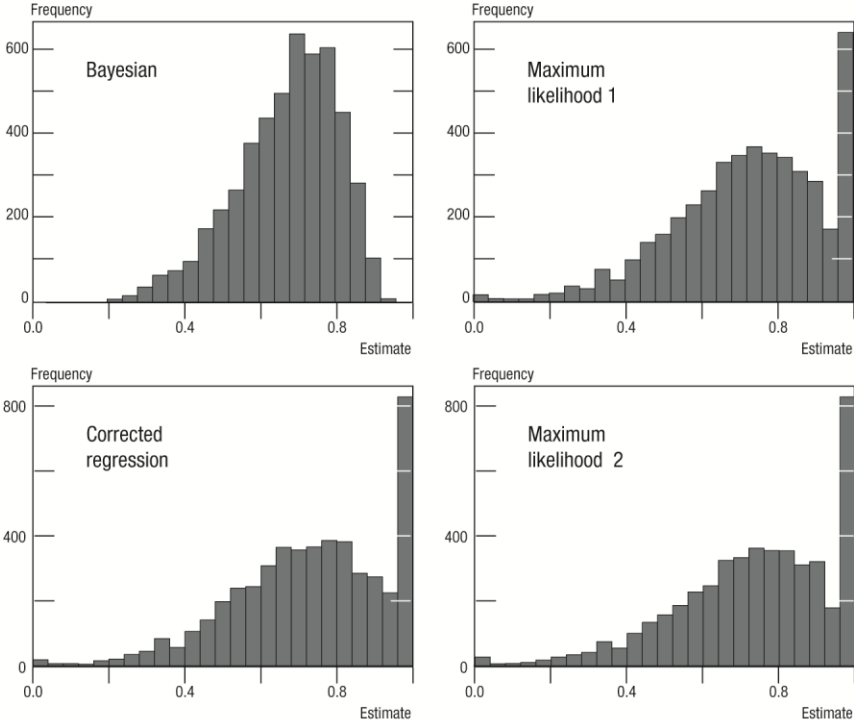 Frequency
600
400
200
0
Bayesian
0.0
0.4
0.8
Estimate
Frequency
600
400
200
0
Maximum
likelihood 1
0.0
0.4
0.8
Estimate
Frequency
800
400
0
Corrected
regression
0.0
0.4
0.8
Estimate
Frequency
800
400
0
Maximum
likelihood 2
0.0
0.4
0.8
Estimate